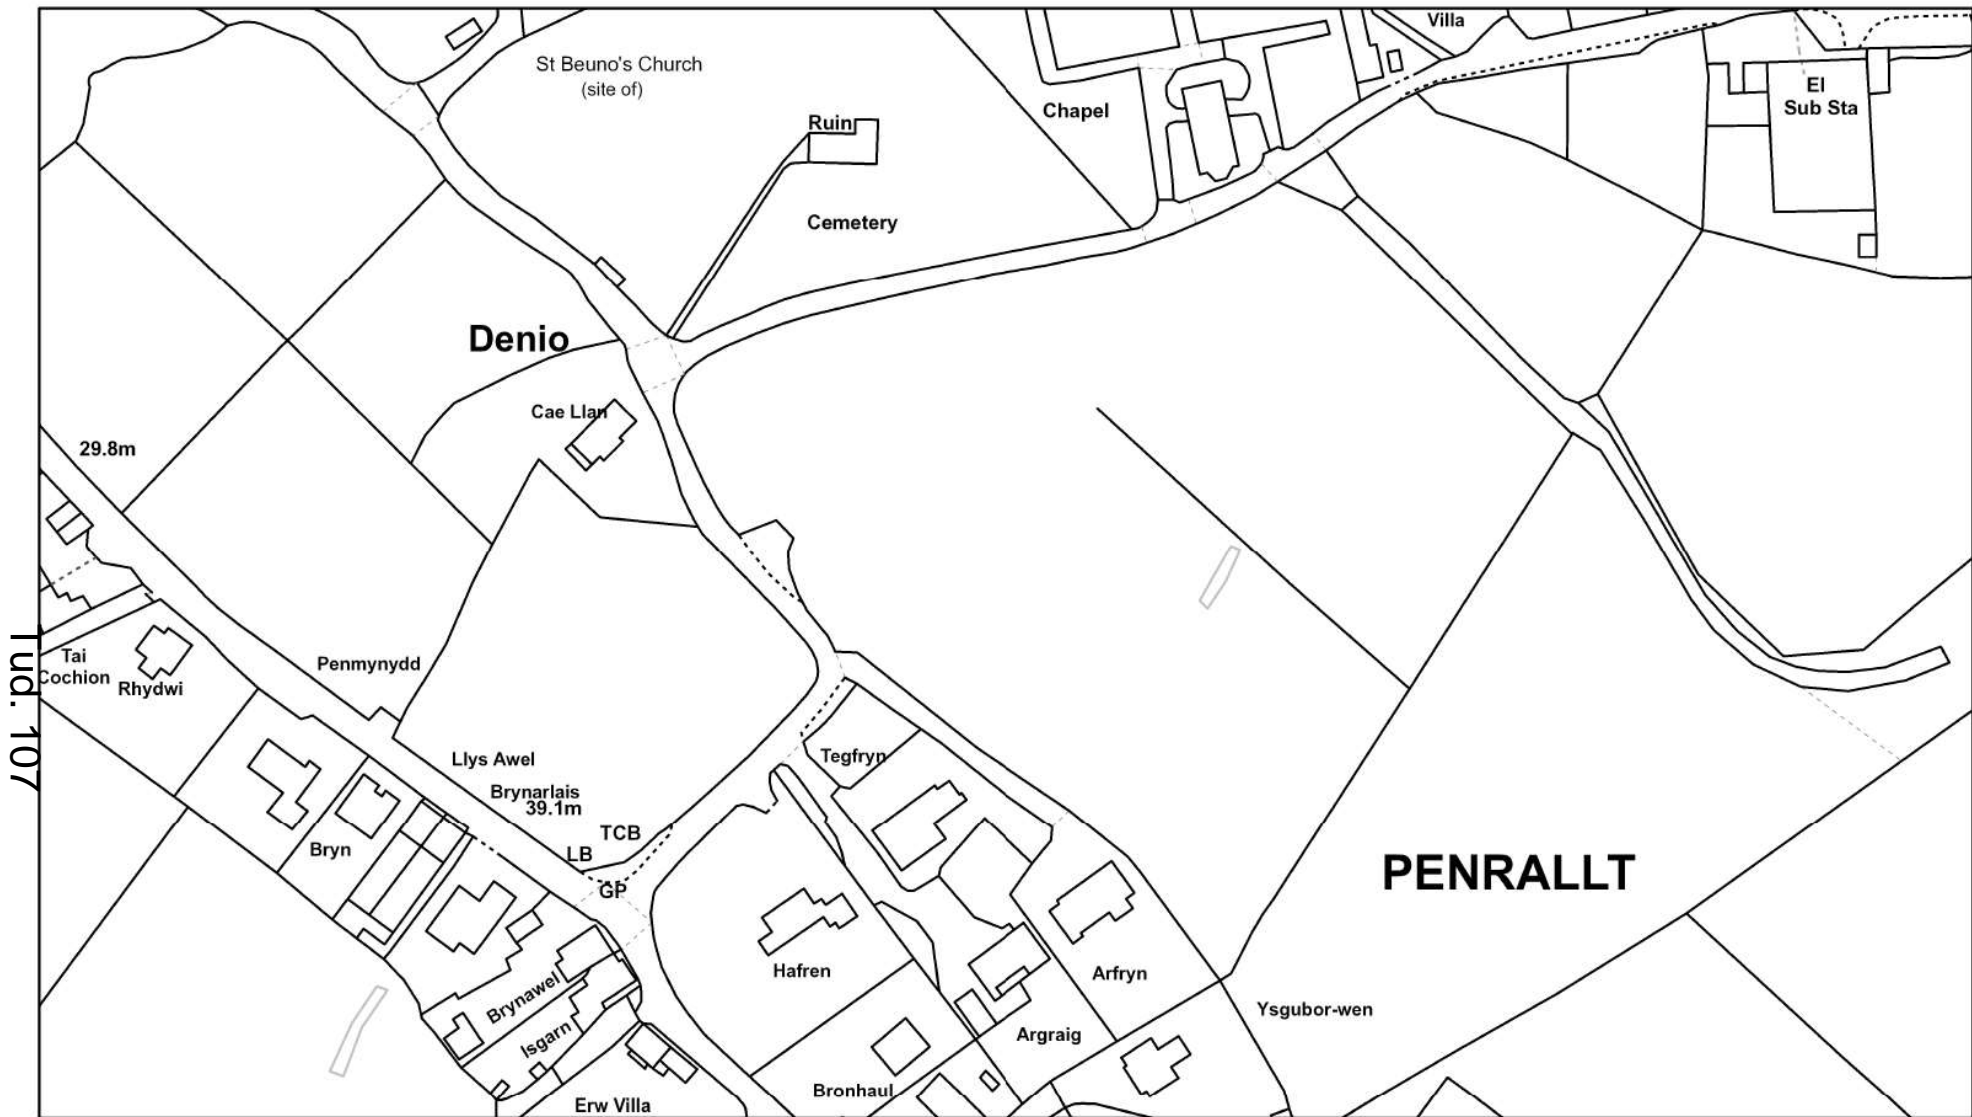 Villa
St Beuno's Church
(site of)
El
Sub Sta
Chapel
Ruin
Cemetery
Denio
Cae Llan
29.8m
Tai
Cochion
Rhydwi
Penmynydd
Tud. 107
Llys Awel
Brynarlais
39.1m
Tegfryn
TCB
LB
GP
Bryn
PENRALLT
Hafren
Arfryn
Brynawel
Isgarn
Ysgubor-wen
Argraig
Bronhaul
Erw Villa